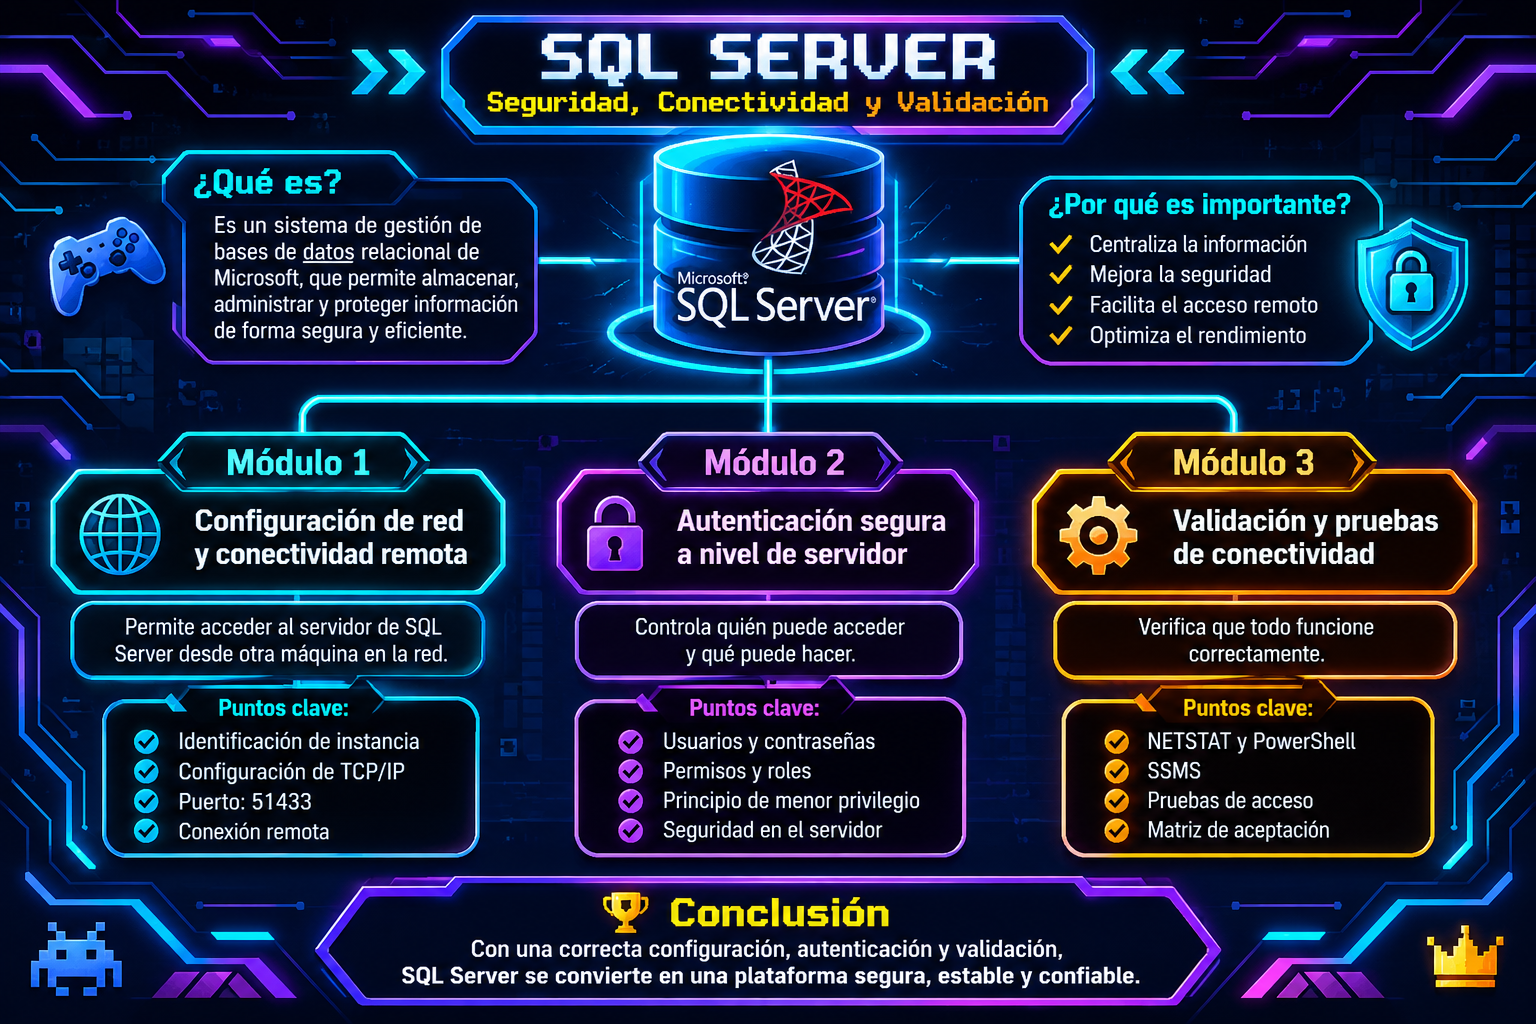 SQL SERVER
Seguridad, Conectividad y Validación
¿Qué es?
Es un sistema de gestión de
bases de datos relacional de
Microsoft, que permite almacenar,
administrar y proteger información
de forma segura y eficiente.
Microsoft®
SQL Server®
¿Por qué es importante?
Centraliza la información
Mejora la seguridad
Facilita el acceso remoto
Optimiza el rendimiento
Módulo 1
Configuración de red
y conectividad remota
Permite acceder al servidor de SQL
Server desde otra máquina en la red.
Puntos clave:
Identificación de instancia
Configuración de TCP/IP
Puerto: 51433
Conexión remota
Módulo 2
Autenticación segura
a nivel de servidor
Controla quién puede acceder
y qué puede hacer.
Puntos clave:
Usuarios y contraseñas
Permisos y roles
Principio de menor privilegio
Seguridad en el servidor
Módulo 3
Validación y pruebas
de conectividad
Verifica que todo funcione
correctamente.
Puntos clave:
NETSTAT y PowerShell
SSMS
Pruebas de acceso
Matriz de aceptación
Conclusión
Con una correcta configuración, autenticación y validación,
SQL Server se convierte en una plataforma segura, estable y confiable.